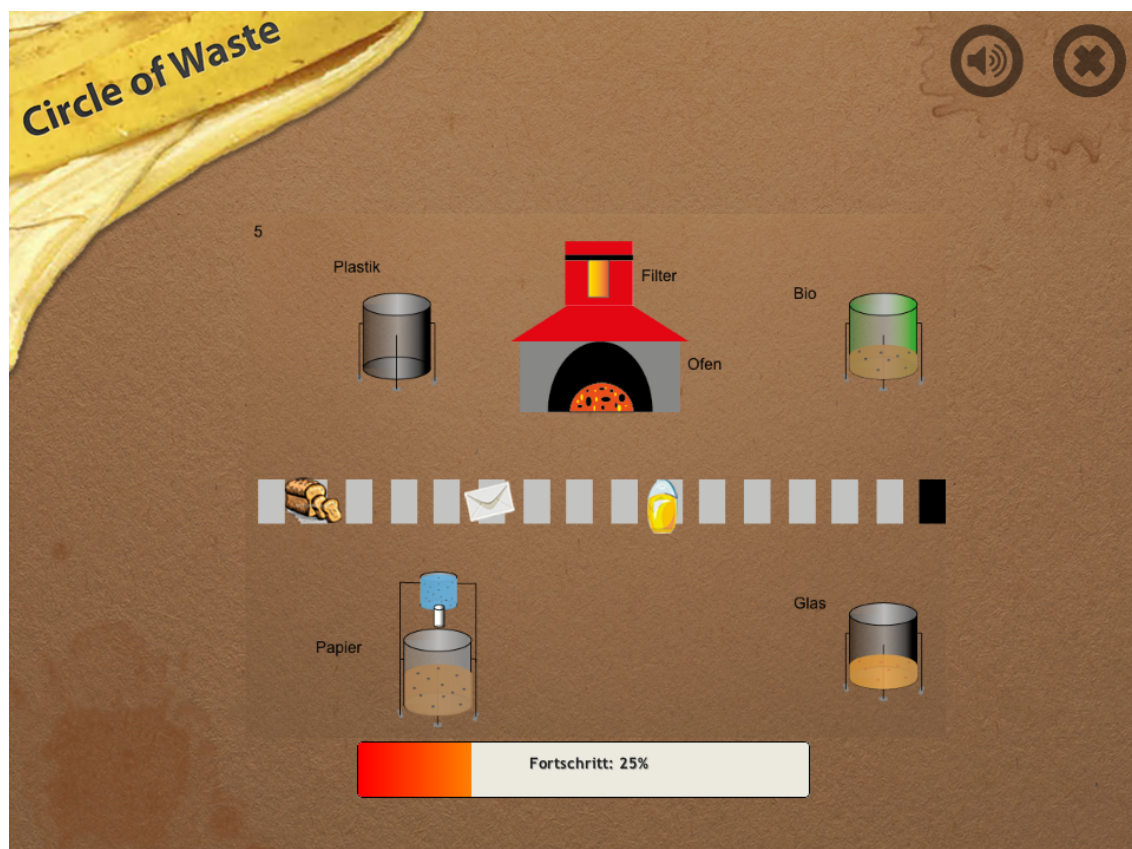 Circle of Waste
5
Plastik
Filter
Bio
Ofen
Glas
Papier
Fortschritt: 25%